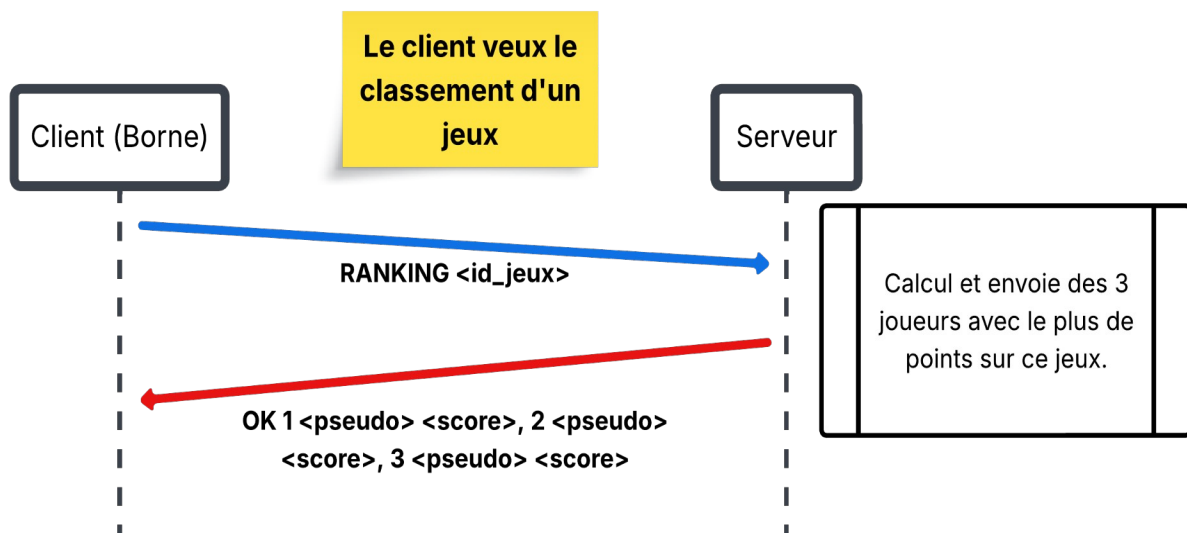 Le client veux le
classement d'un
jeux
Client (Borne)
Serveur
RANKING <id_jeux>
Calcul et envoie des 3
joueurs avec le plus de
points sur ce jeux.
OK 1 <pseudo> <score>, 2 <pseudo>
<score>, 3 <pseudo> <score>